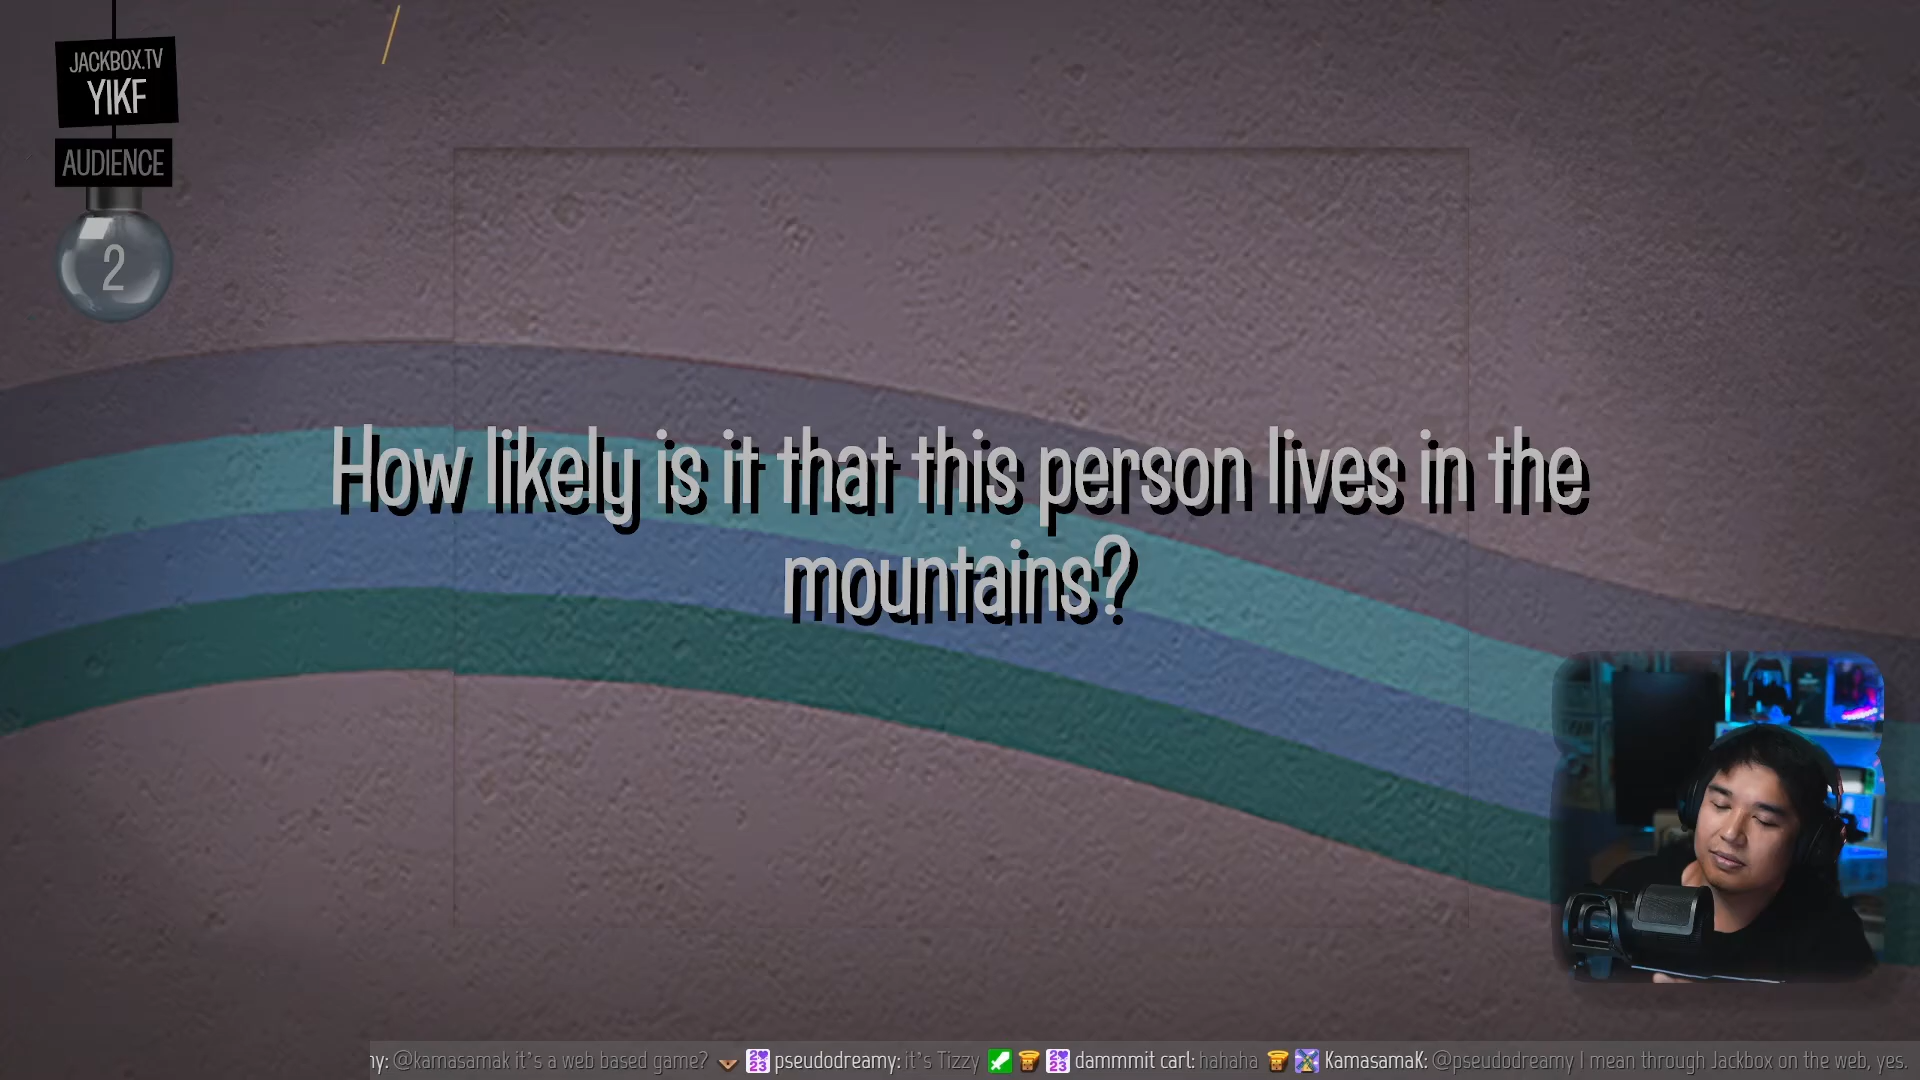 JACKBOX.TV
YIKF
AUDIENCE
2
How likely is it that this person lives in the
mountains?
ny: @kamasamak it's a web based game? pseudodreamy: it's Tizzy dammmit carl: hahaha KamasamaK: @pseudodreamy I mean through Jackbox on the web, yes.